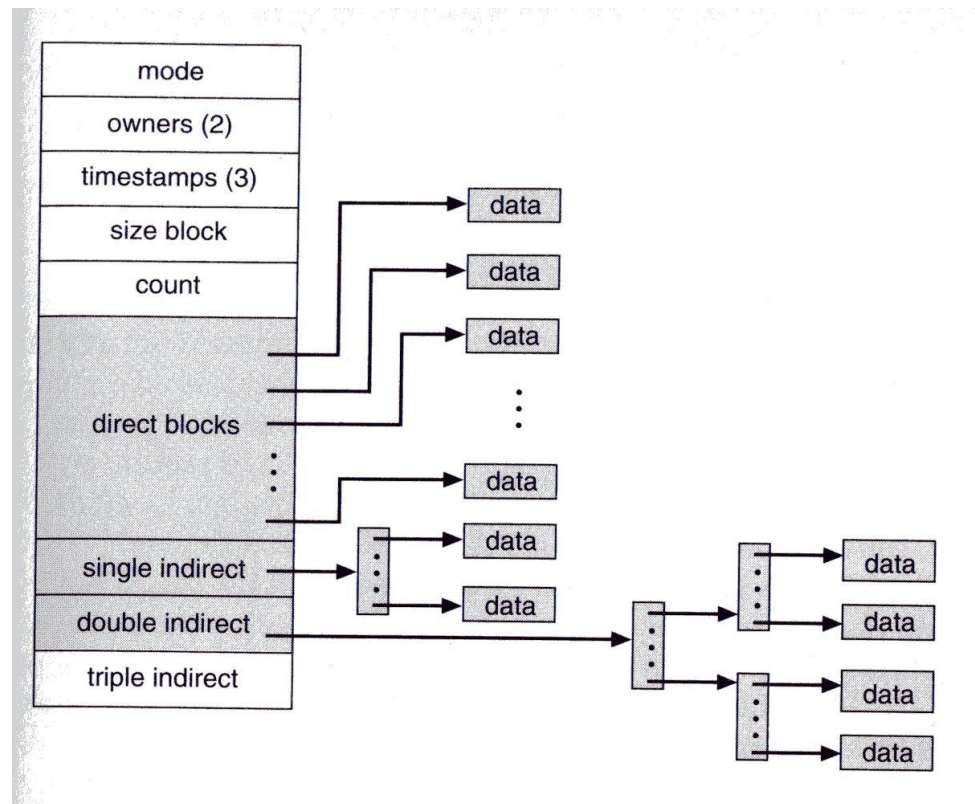 mode
owners (2)
timestamps (3)
size block
count
direct blocks
single indirect
double indirect
triple indirect
data
data
data
data
data
data
data
data
data
data